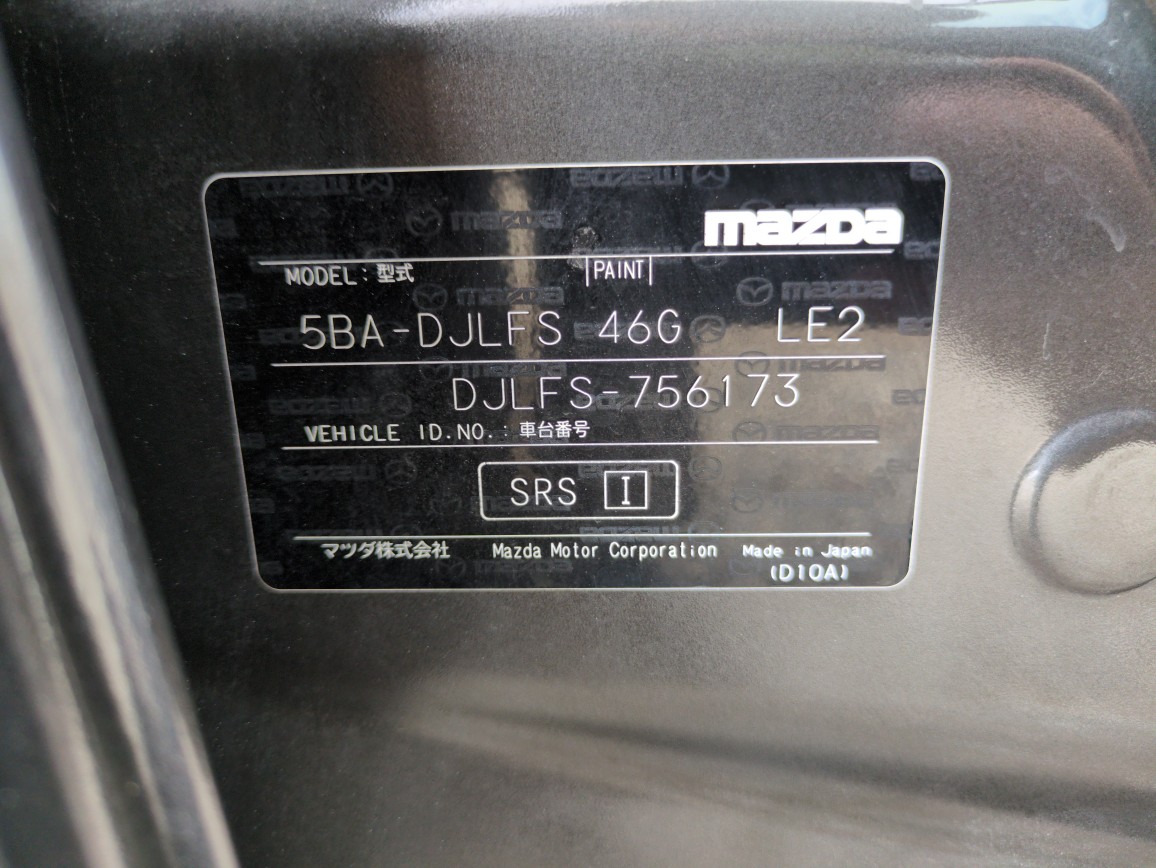 mazda
MODEL : 型式 PAINT
5BA-DJLFS 46G LE2
DJLFS-756173
VEHICLE ID.NO. : 車台番号
SRS I
マツダ株式会社 Mazda Motor Corporation Made in Japan
(D10A)